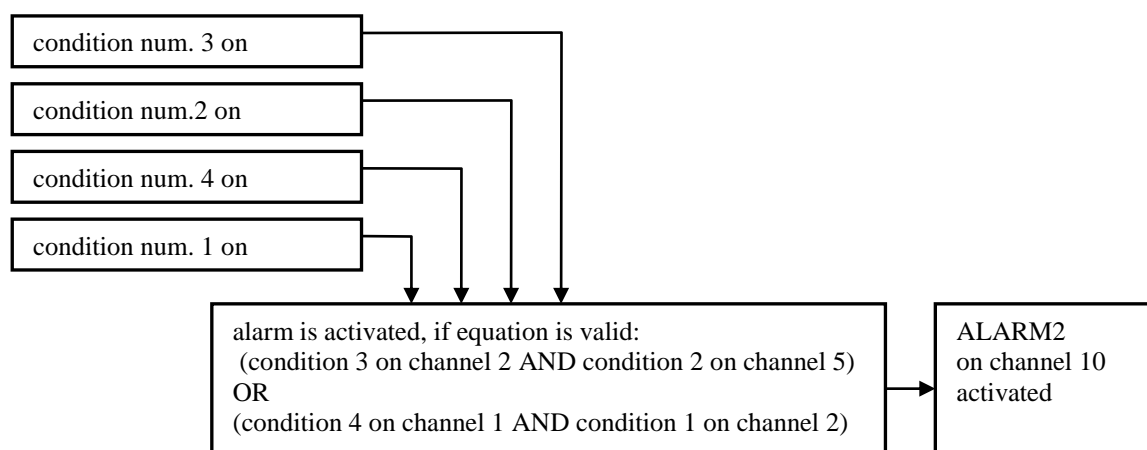 condition num. 3 on
condition num.2 on
condition num. 4 on
condition num. 1 on
alarm is activated, if equation is valid:
(condition 3 on channel 2 AND condition 2 on channel 5)
OR
(condition 4 on channel 1 AND condition 1 on channel 2)
ALARM2
on channel 10
activated